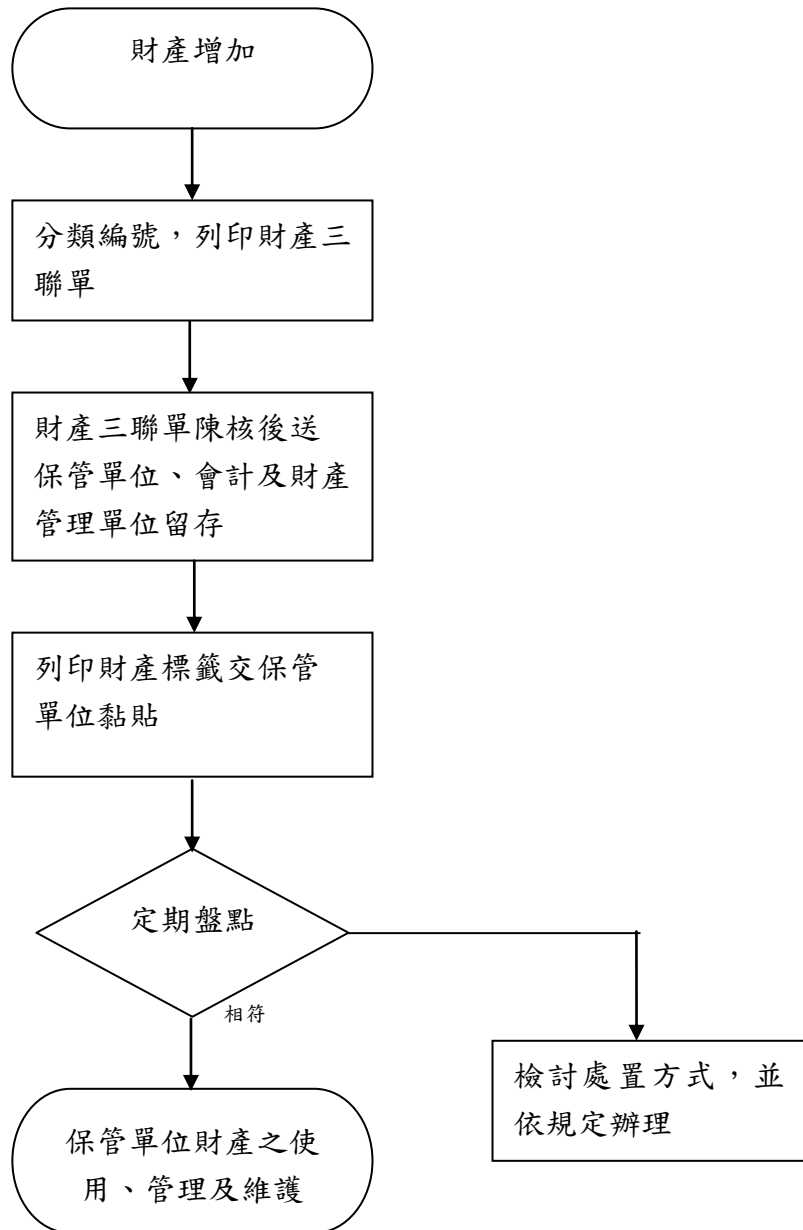 財產增加
分類編號，列印財產三
聯單
財產三聯單陳核後送
保管單位、會計及財產
管理單位留存
列印財產標籤交保管
單位黏貼
定期盤點
相符
檢討處置方式，並
依規定辦理
保管單位財產之使
用、管理及維護